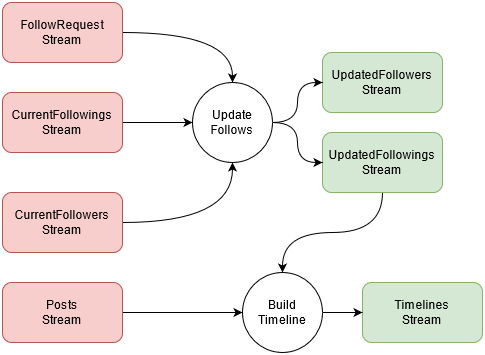 FollowRequest
Stream
CurrentFollowings
Stream
CurrentFollowers
Stream
Update
Follows
UpdatedFollowers
Stream
UpdatedFollowings
Stream
Posts
Stream
Build
Timeline
Timelines
Stream